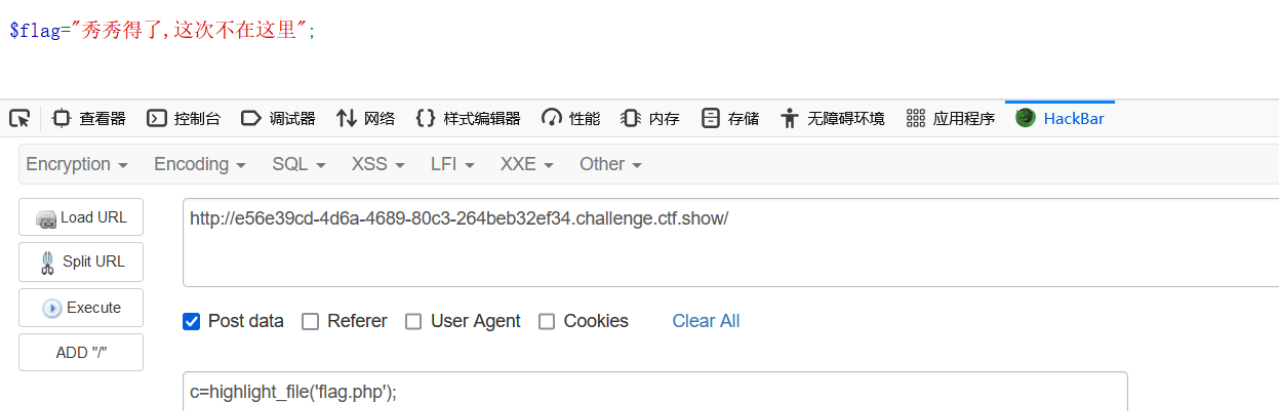 $flag="秀秀得了,这次不在这里";
查看器 控制台 调试器 网络 样式编辑器 性能 内存 存储 无障碍环境 应用程序 HackBar
Encryption Encoding SQL XSS LFI XXE Other
Load URL
http://e56e39cd-4d6a-4689-80c3-264beb32ef34.challenge.ctf.show/
Split URL
Execute
Post data Referer User Agent Cookies Clear All
ADD "/"
c=highlight_file('flag.php');